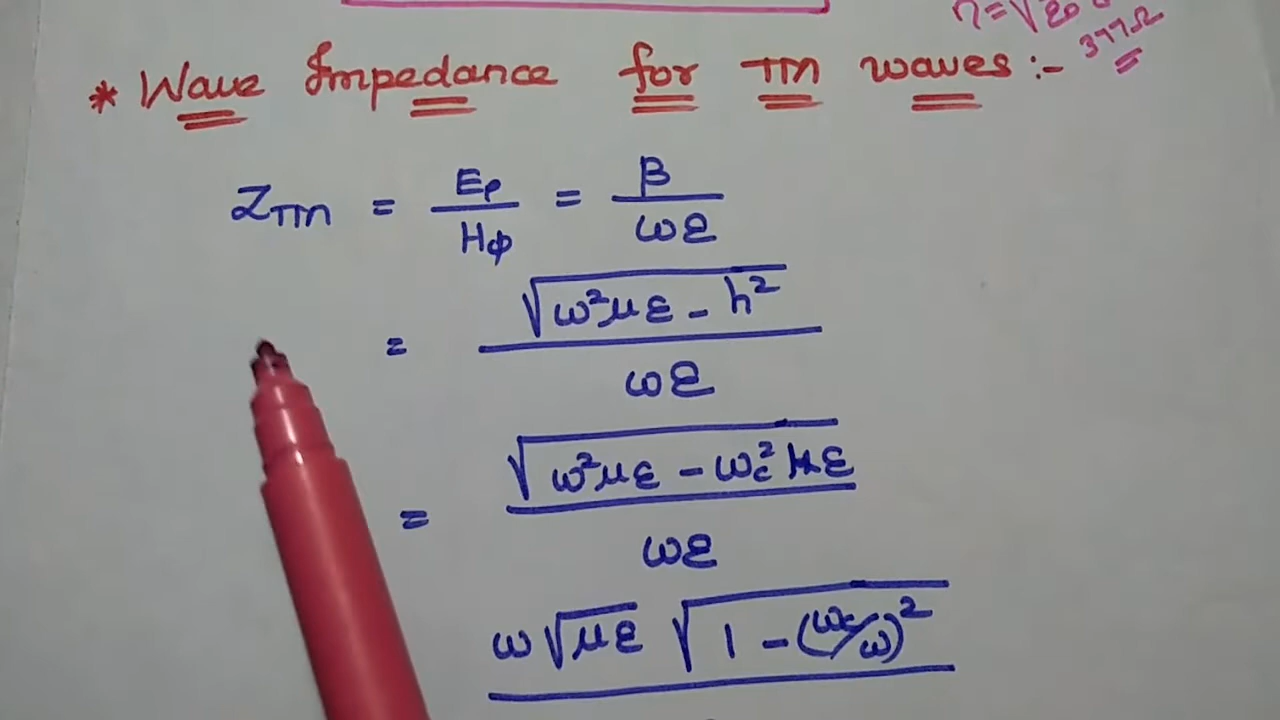 η = √
377Ω
* Wave Impedance for TM waves :-
Z_TM = E_ρ / H_φ = β / ωε
= √(ω²με - h²) / ωε
= √(ω²με - ω_c²με) / ωε
ω√με √(1 - (ω_c/ω)²)